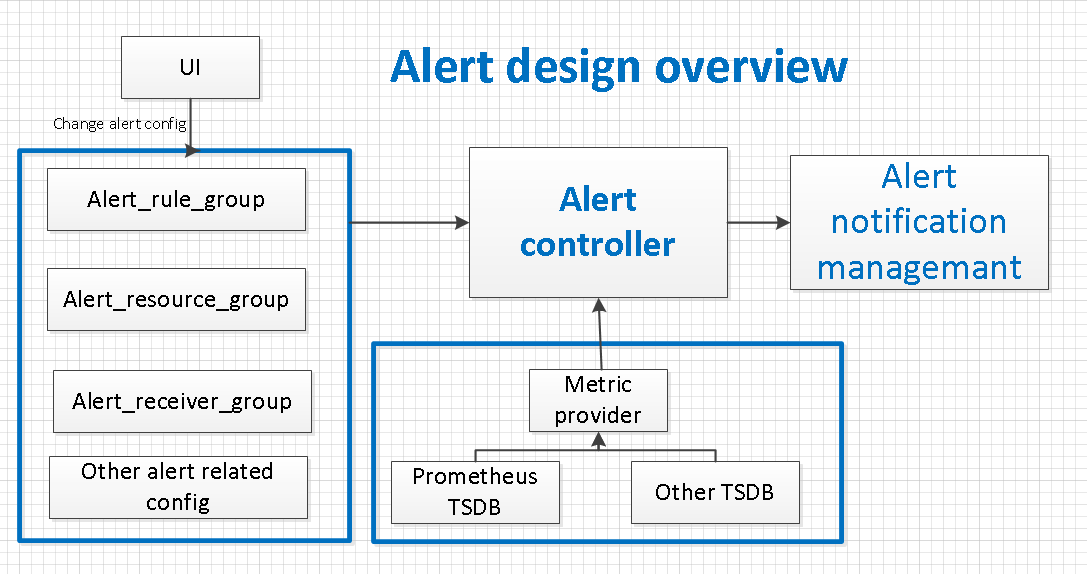 UI
Alert design overview
Change alert config
Alert_rule_group
Alert_resource_group
Alert_receiver_group
Other alert related
config
Alert
controller
Alert
notification
managemant
Metric
provider
Prometheus
TSDB
Other TSDB